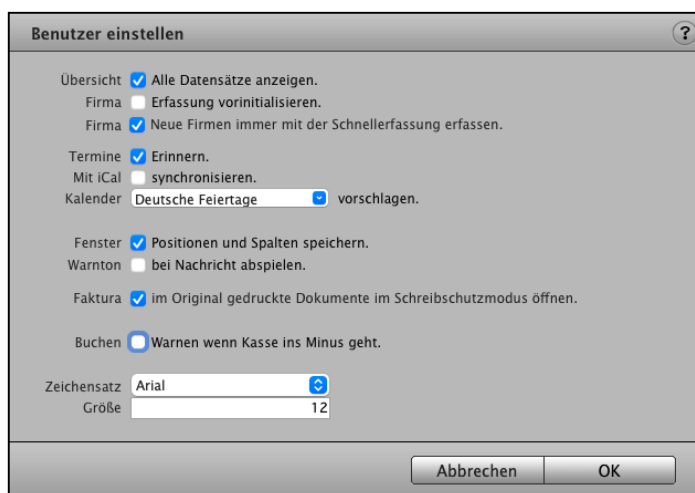 Benutzer einstellen ?
Übersicht Alle Datensätze anzeigen.
Firma Erfassung vorinitialisieren.
Firma Neue Firmen immer mit der Schnellerfassung erfassen.
Termine Erinnern.
Mit iCal synchronisieren.
Kalender Deutsche Feiertage vorschlagen.
Fenster Positionen und Spalten speichern.
Warnton bei Nachricht abspielen.
Faktura im Original gedruckte Dokumente im Schreibschutzmodus öffnen.
Buchen Warnen wenn Kasse ins Minus geht.
Zeichensatz Arial
Größe 12
Abbrechen OK